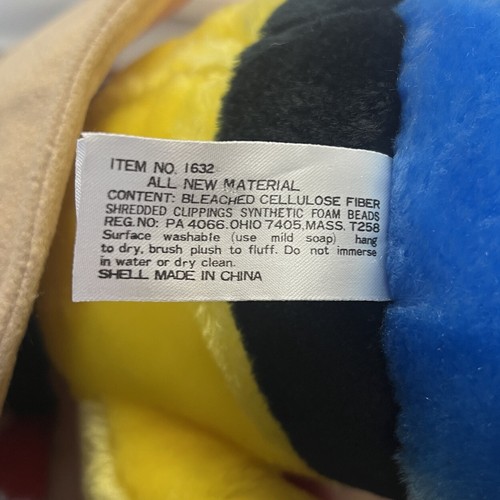 ITEM NO. 1632
ALL NEW MATERIAL
CONTENT: BLEACHED CELLULOSE FIBER
SHREDDED CLIPPINGS SYNTHETIC FOAM BEADS
REG.NO: PA 4066.OHIO 7405,MASS. T258
Surface washable (use mild soap) hang
to dry, brush plush to fluff. Do not immerse
in water or dry clean.
SHELL MADE IN CHINA